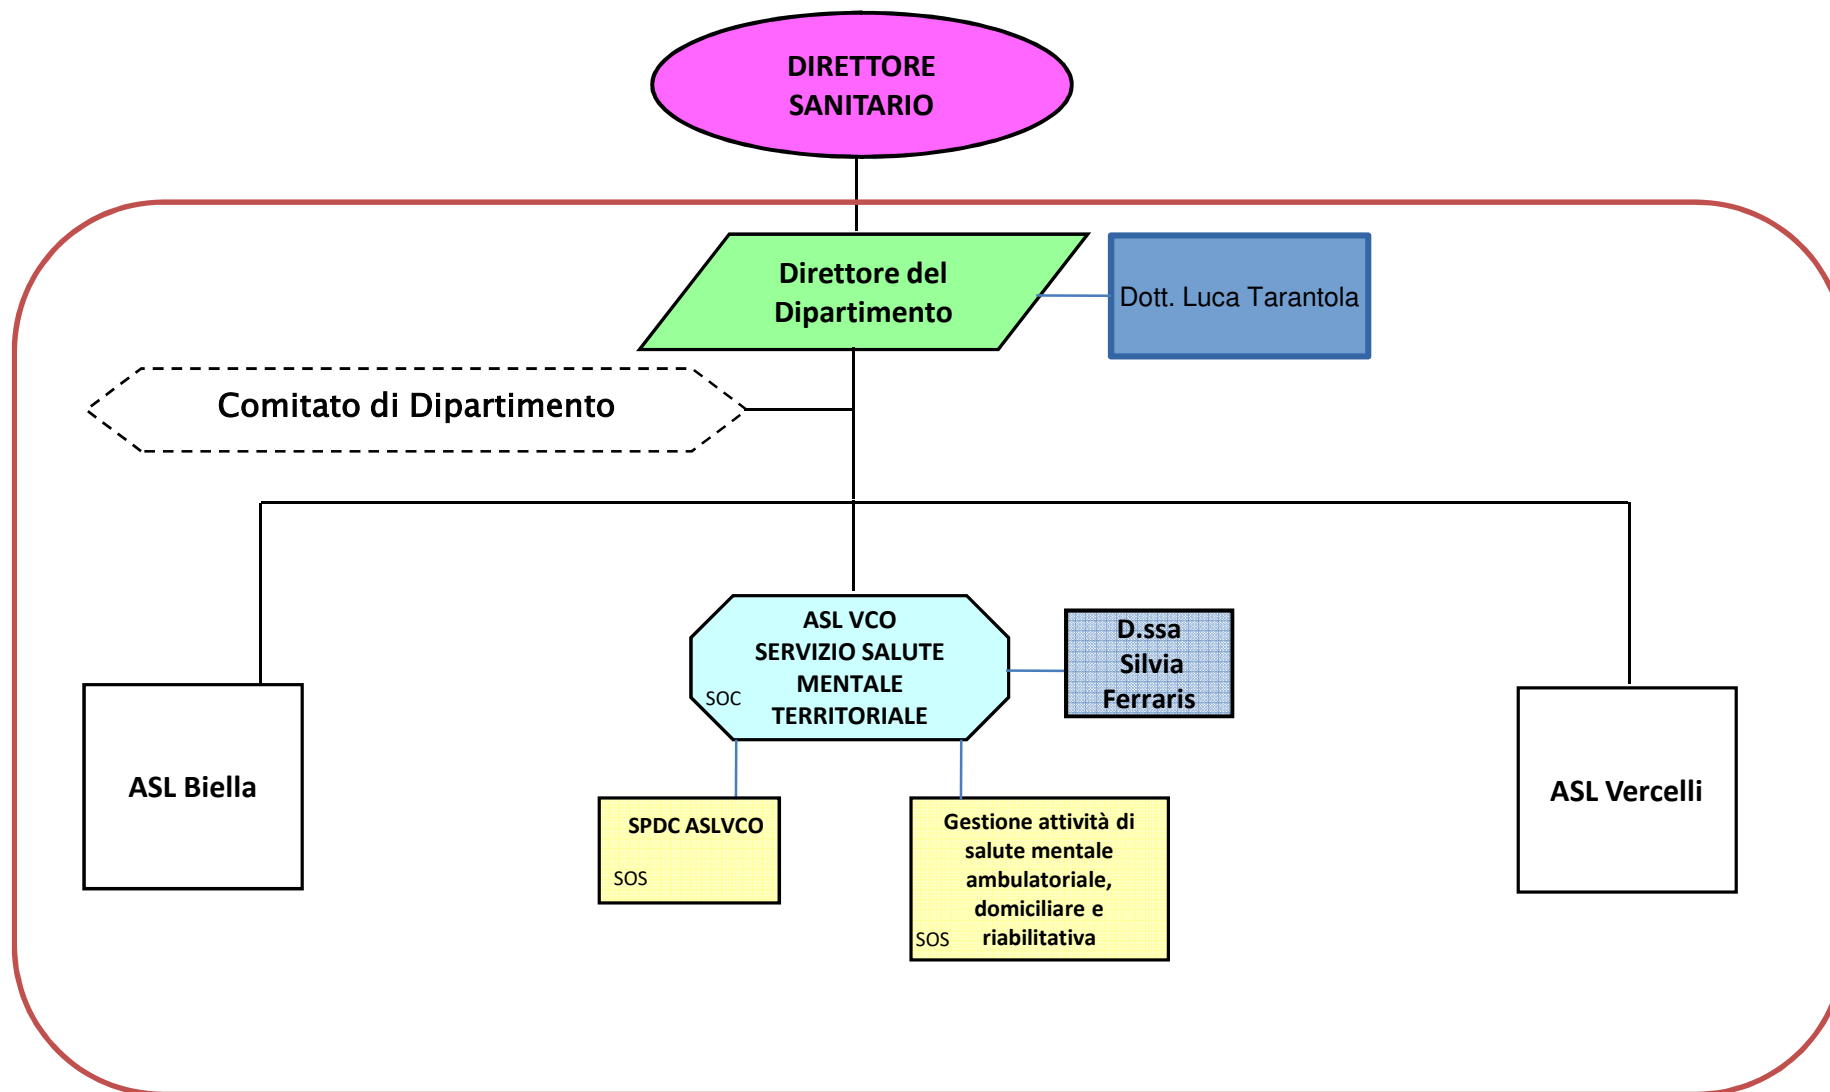 DIRETTORE
SANITARIO
Direttore del
Dipartimento
Dott. Luca Tarantola
Comitato di Dipartimento
ASL VCO
SERVIZIO SALUTE
MENTALE
TERRITORIALE
SOC
D.ssa
Silvia
Ferraris
ASL Biella
SPDC ASLVCO
SOS
Gestione attività di
salute mentale
ambulatoriale,
domiciliare e
riabilitativa
SOS
ASL Vercelli